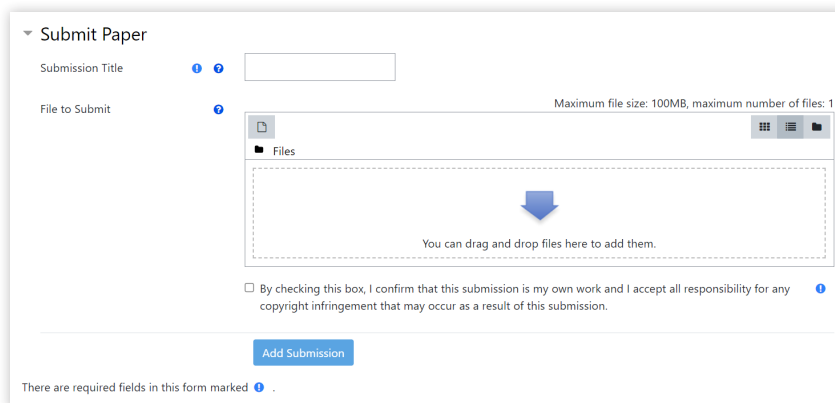 Submit Paper
Submission Title
File to Submit
Maximum file size: 100MB, maximum number of files: 1
Files
You can drag and drop files here to add them.
By checking this box, I confirm that this submission is my own work and I accept all responsibility for any
copyright infringement that may occur as a result of this submission.
Add Submission
There are required fields in this form marked .